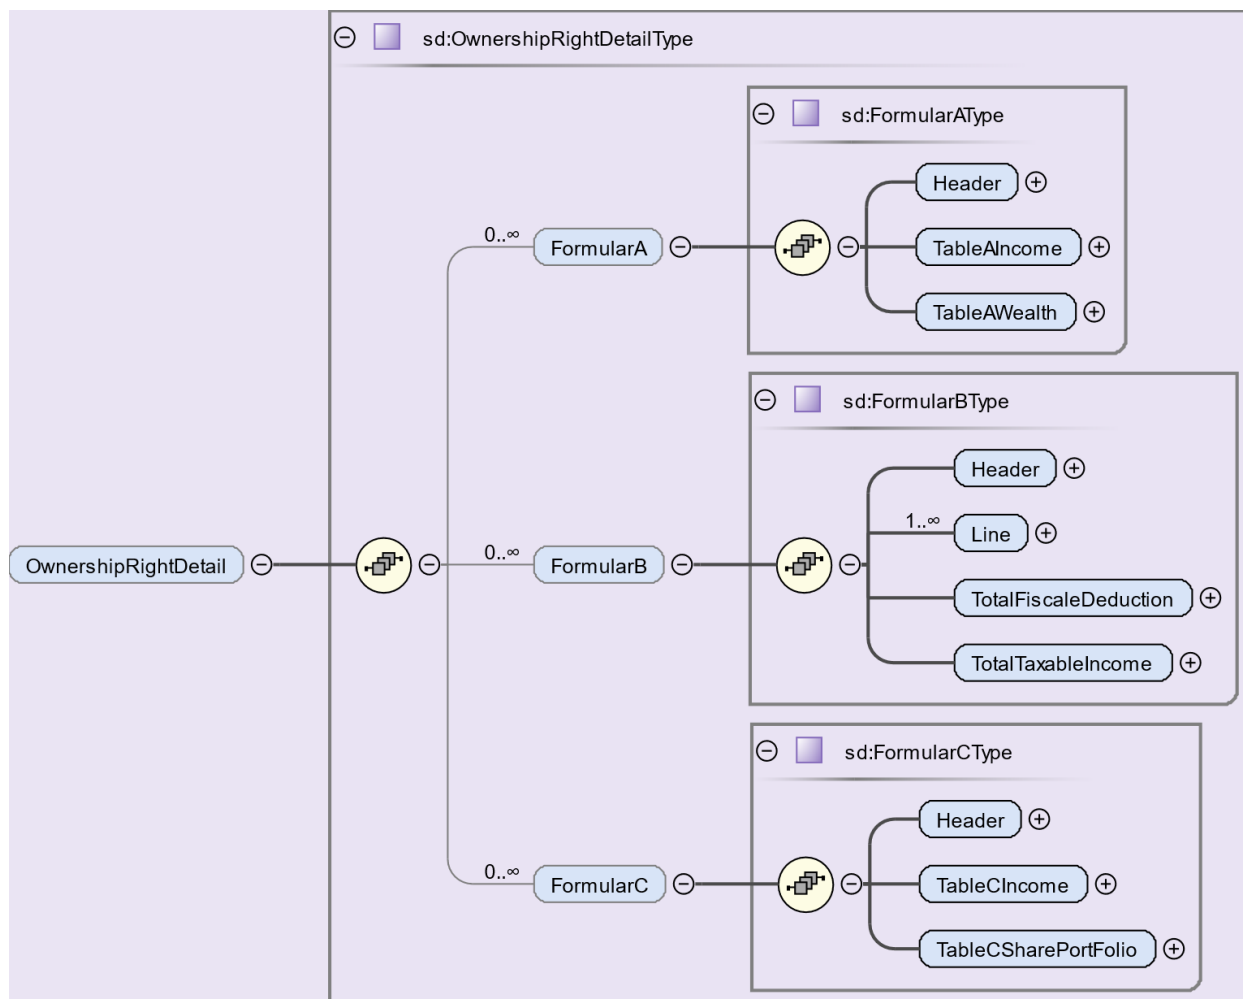 sd:OwnershipRightDetailType
sd:FormularAType
Header
0..∞
FormularA
TableAIncome
TableAWealth
sd:FormularBType
Header
1..∞
Line
OwnershipRightDetail
0..∞
FormularB
TotalFiscaleDeduction
TotalTaxableIncome
sd:FormularCType
Header
0..∞
FormularC
TableCIncome
TableCSharePortFolio